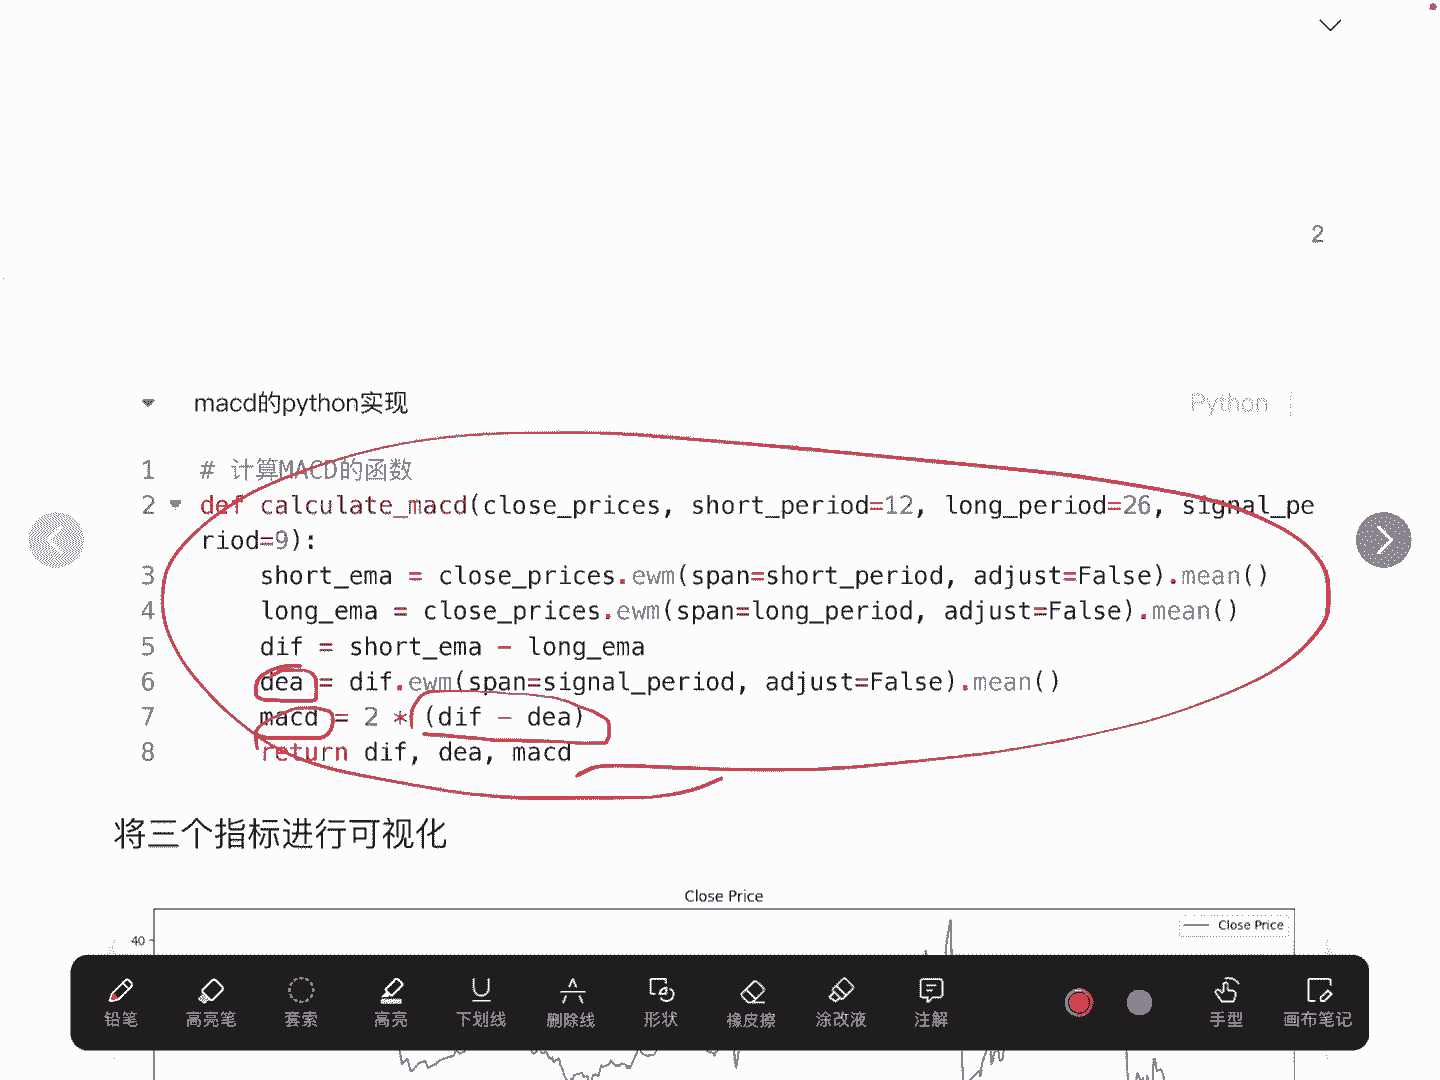 2
macd的python实现
Python
1 # 计算MACD的函数
2 def calculate_macd(close_prices, short_period=12, long_period=26, signal_pe
riod=9):
3 short_ema = close_prices.ewm(span=short_period, adjust=False).mean()
4 long_ema = close_prices.ewm(span=long_period, adjust=False).mean()
5 dif = short_ema - long_ema
6 dea = dif.ewm(span=signal_period, adjust=False).mean()
7 macd = 2 * (dif - dea)
8 return dif, dea, macd
将三个指标进行可视化
Close Price
Close Price
40
铅笔 高亮笔 套索 高亮 下划线 删除线 形状 橡皮擦 涂改液 注解 手型 画布笔记